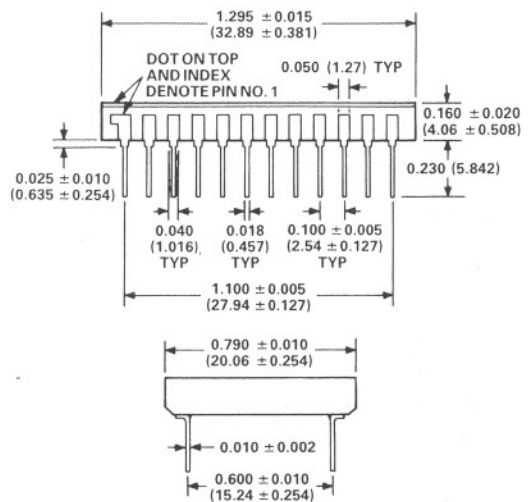 1.295 ± 0.015
(32.89 ± 0.381)
DOT ON TOP
AND INDEX
DENOTE PIN NO. 1
0.050 (1.27) TYP
0.160 ± 0.020
(4.06 ± 0.508)
0.025 ± 0.010
(0.635 ± 0.254)
0.230 (5.842)
0.040
(1.016)
TYP
0.018
(0.457)
TYP
0.100 ± 0.005
(2.54 ± 0.127)
TYP
1.100 ± 0.005
(27.94 ± 0.127)
0.790 ± 0.010
(20.06 ± 0.254)
0.010 ± 0.002
0.600 ± 0.010
(15.24 ± 0.254)